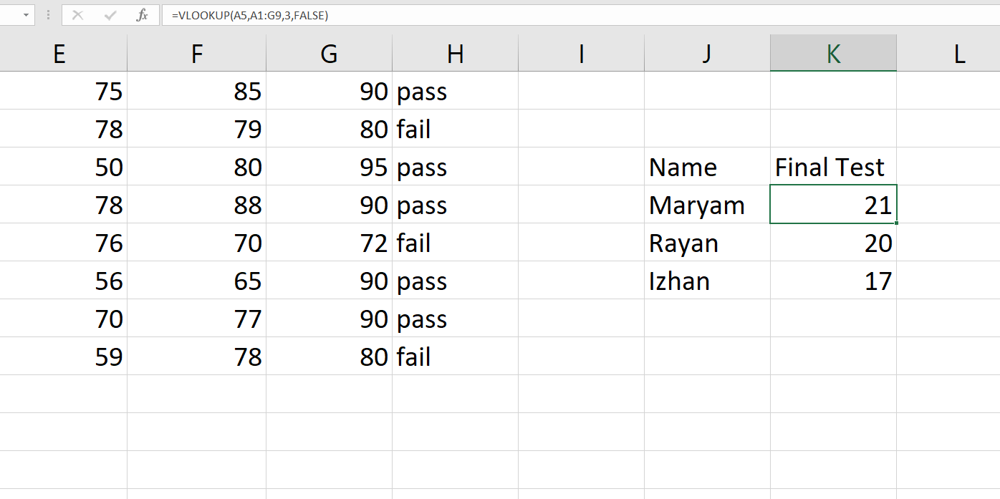 fx =VLOOKUP(A5,A1:G9,3,FALSE)
E F G H I J K L
75 85 90 pass
78 79 80 fail
50 80 95 pass Name Final Test
78 88 90 pass Maryam 21
76 70 72 fail Rayan 20
56 65 90 pass Izhan 17
70 77 90 pass
59 78 80 fail